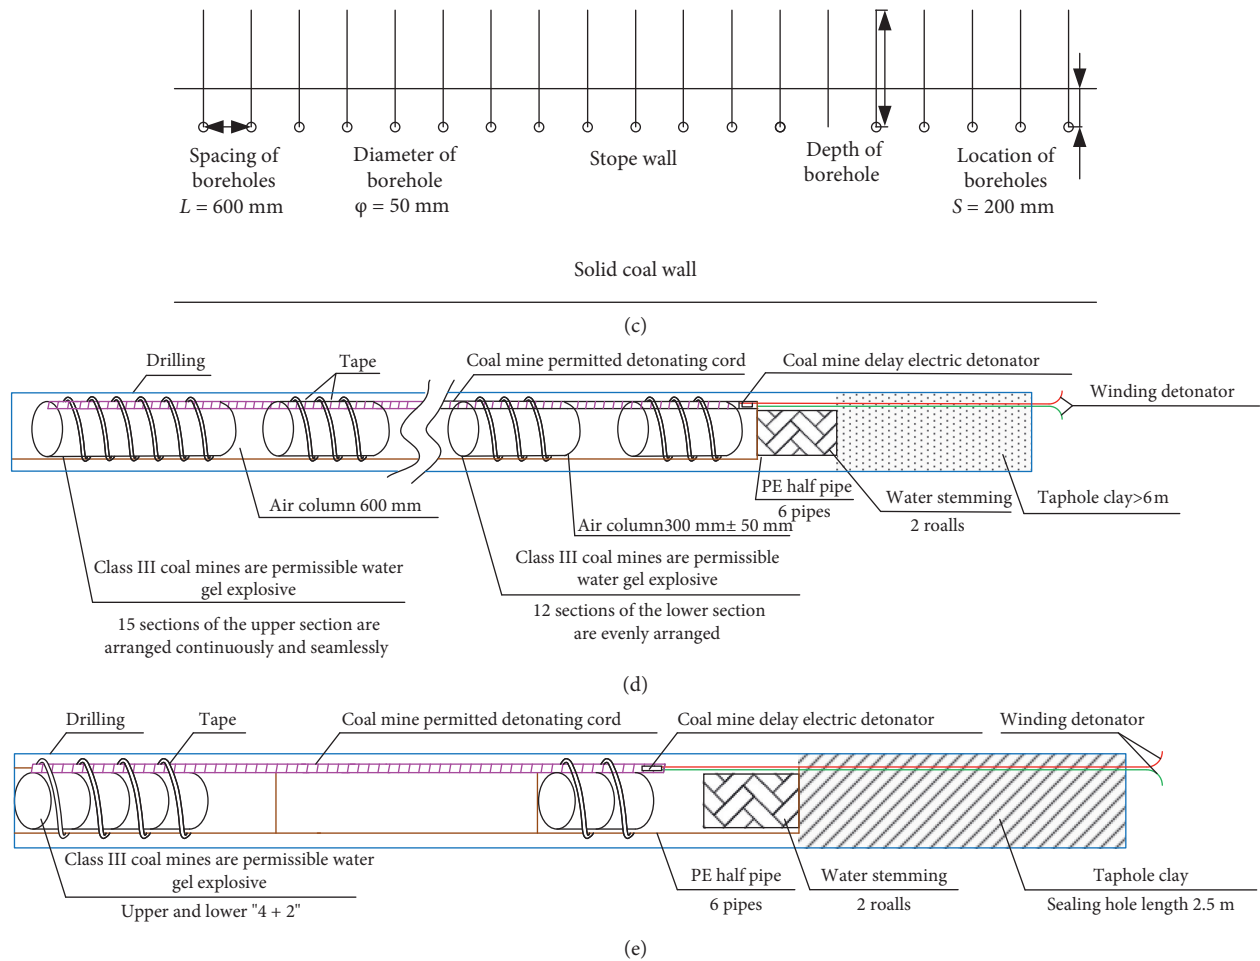 Spacing of
boreholes
L = 600 mm
Diameter of
borehole
φ = 50 mm
Stope wall
Depth of
borehole
Location of
boreholes
S = 200 mm
Solid coal wall
(c)
Drilling
Tape
Coal mine permitted detonating cord
Coal mine delay electric detonator
Winding detonator
Air column 600 mm
PE half pipe
6 pipes
Water stemming
2 roalls
Taphole clay>6 m
Air column300 mm± 50 mm
Class III coal mines are permissible water
gel explosive
15 sections of the upper section are
arranged continuously and seamlessly
Class III coal mines are permissible
water gel explosive
12 sections of the lower section
are evenly arranged
(d)
Drilling
Tape
Coal mine permitted detonating cord
Coal mine delay electric detonator
Winding detonator
Class III coal mines are permissible water
gel explosive
Upper and lower "4 + 2"
PE half pipe
6 pipes
Water stemming
2 roalls
Taphole clay
Sealing hole length 2.5 m
(e)